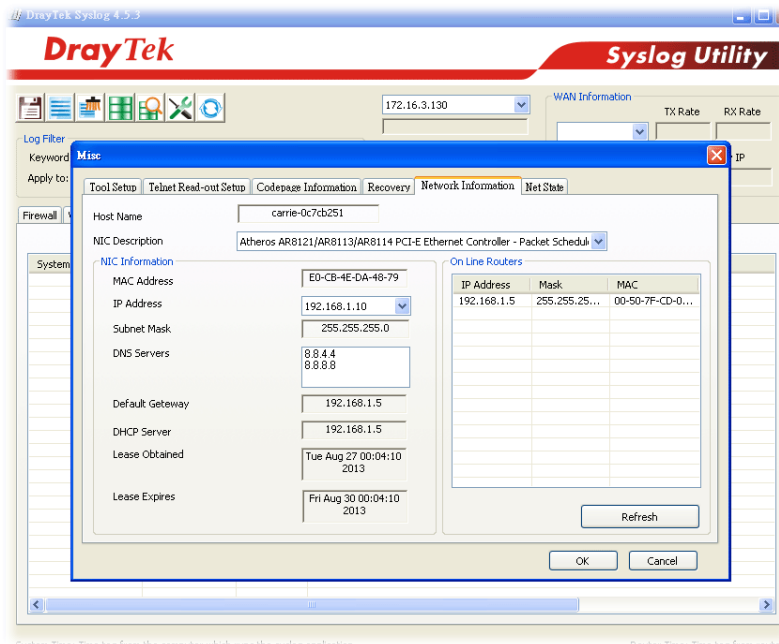 DrayTek Syslog 4.5.3
DrayTek
Syslog Utility
172.16.3.130
WAN Information
TX Rate
RX Rate
Log Filter
Keyword
Apply to:
IP
Misc
Tool Setup
Telnet Read-out Setup
Codepage Information
Recovery
Network Information
Net State
Firewall
System
Host Name
carrie-0c7cb251
NIC Description
Atheros AR8121/AR8113/AR8114 PCI-E Ethernet Controller - Packet Schedul
NIC Information
MAC Address
E0-CB-4E-DA-48-79
IP Address
192.168.1.10
Subnet Mask
255.255.255.0
DNS Servers
8.8.4.4
8.8.8.8
Default Geteway
192.168.1.5
DHCP Server
192.168.1.5
Lease Obtained
Tue Aug 27 00:04:10
2013
Lease Expires
Fri Aug 30 00:04:10
2013
On Line Routers
IP Address
Mask
MAC
192.168.1.5
255.255.25...
00-50-7F-CD-0...
Refresh
OK
Cancel